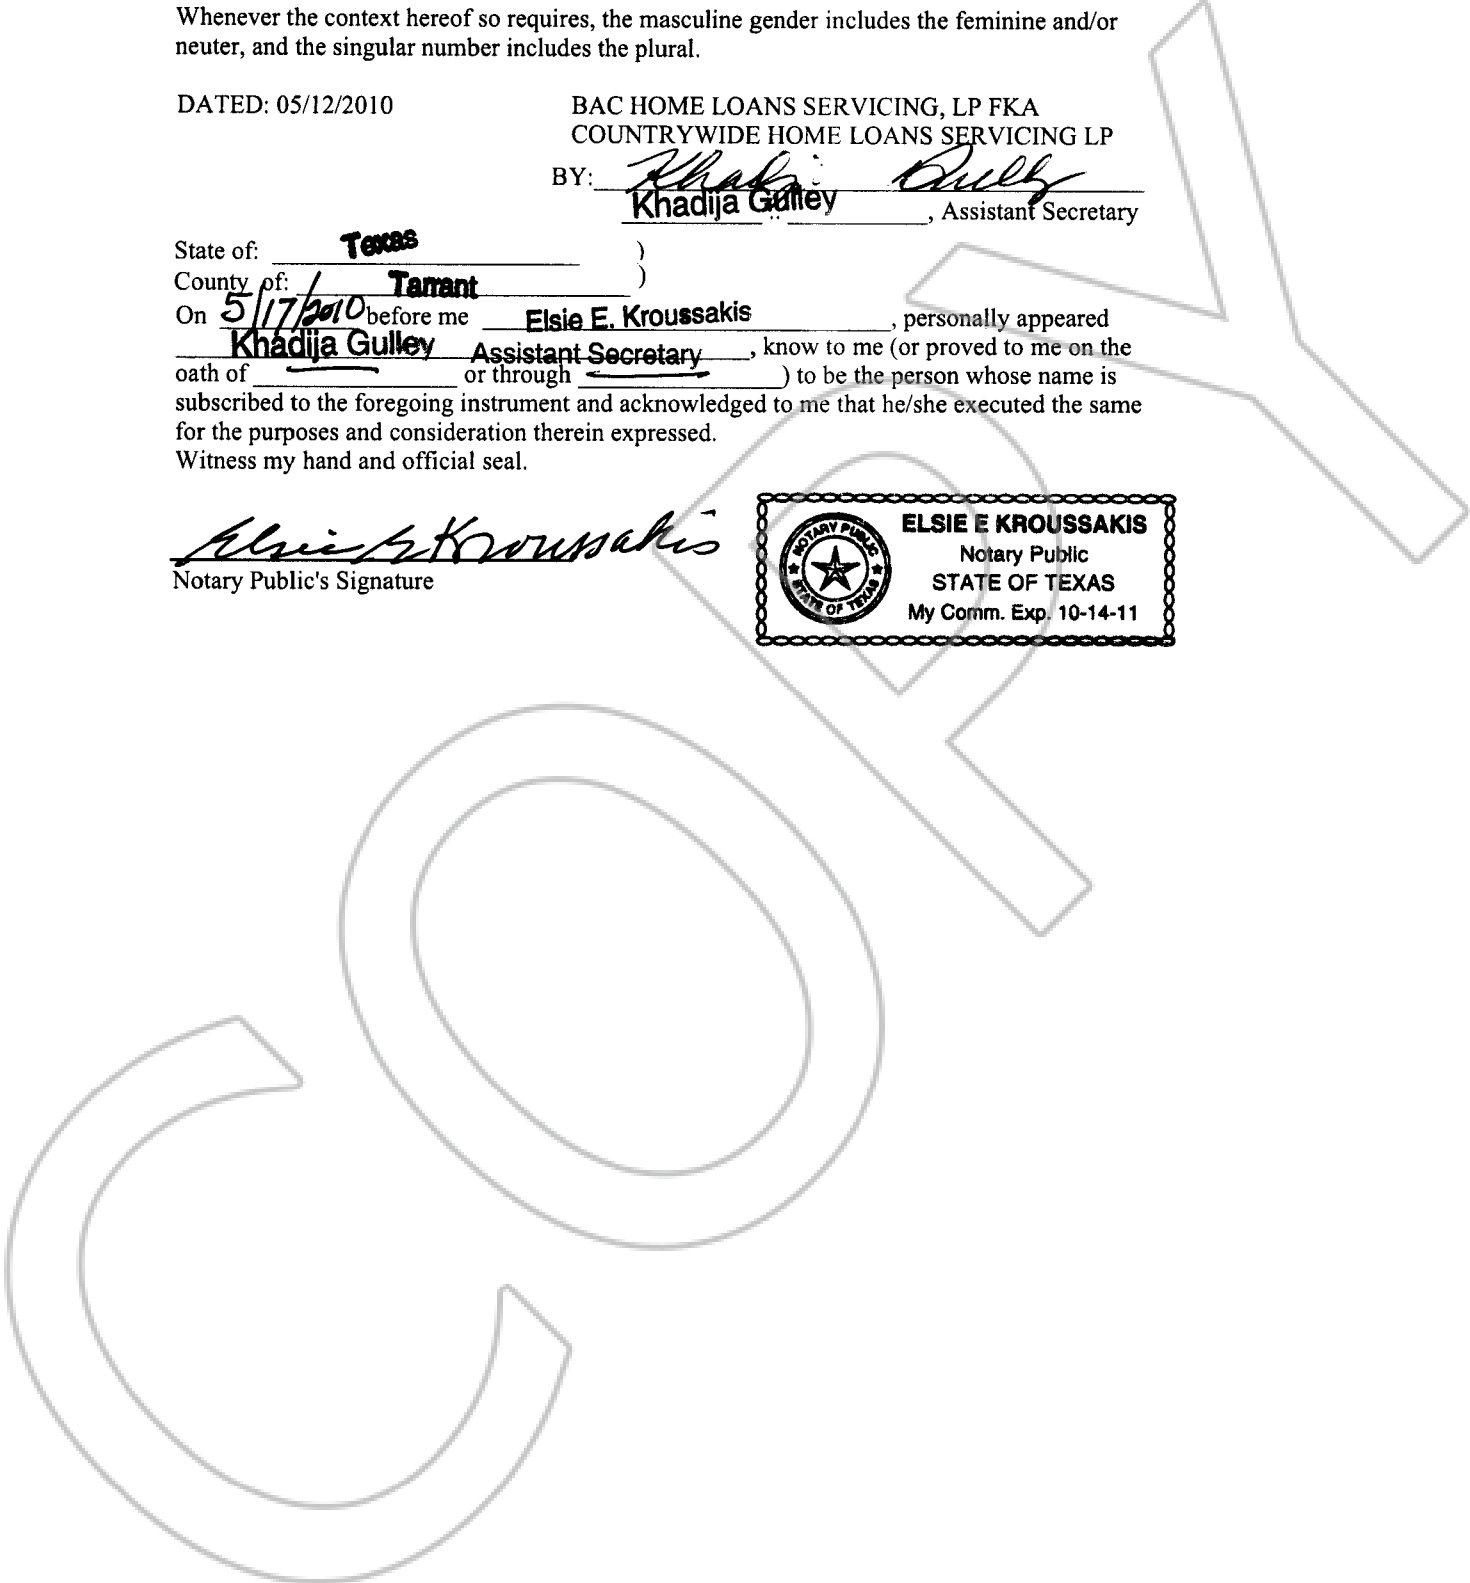 Whenever the context hereof so requires, the masculine gender includes the feminine and/or
neuter, and the singular number includes the plural.
DATED: 05/12/2010 BAC HOME LOANS SERVICING, LP FKA
COUNTRYWIDE HOME LOANS SERVICING LP
BY:
Khadija Gulley, Assistant Secretary
State of: Texas )
County of: Tarrant )
On 5/17/2010 before me Elsie E. Kroussakis, personally appeared
Khadija Gulley Assistant Secretary, know to me (or proved to me on the
oath of or through ) to be the person whose name is
subscribed to the foregoing instrument and acknowledged to me that he/she executed the same
for the purposes and consideration therein expressed.
Witness my hand and official seal.
Elsie E Kroussakis
Notary Public's Signature
NOTARY PUBLIC
STATE OF TEXAS
ELSIE E KROUSSAKIS
Notary Public
STATE OF TEXAS
My Comm. Exp. 10-14-11
COPY